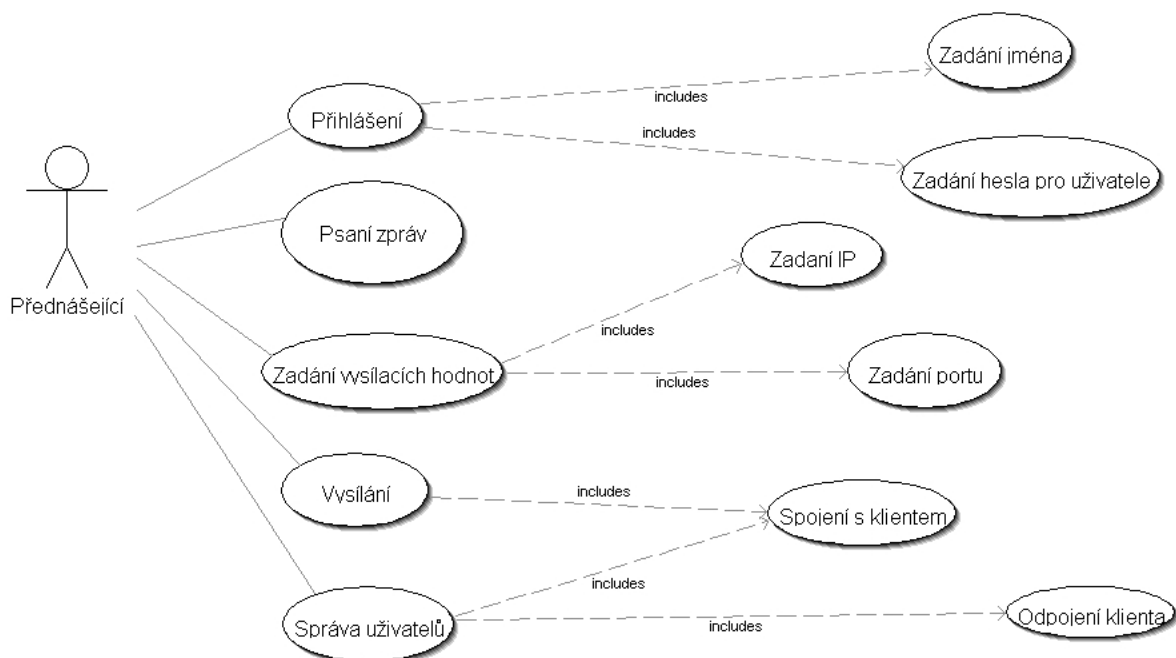 Zadání jména
includes
Přihlášení
includes
Zadání hesla pro uživatele
Psaní zpráv
Zadaní IP
Přednášející
includes
Zadání vysílacích hodnot
includes
Zadání portu
Vysílání
includes
Spojení s klientem
includes
Správa uživatelů
includes
Odpojení klienta